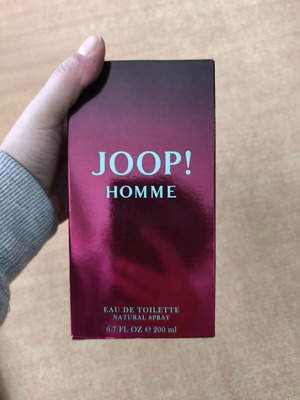 JOOP!
HOMME
EAU DE TOILETTE
NATURAL SPRAY
6.7 FL OZ ℮ 200 ml